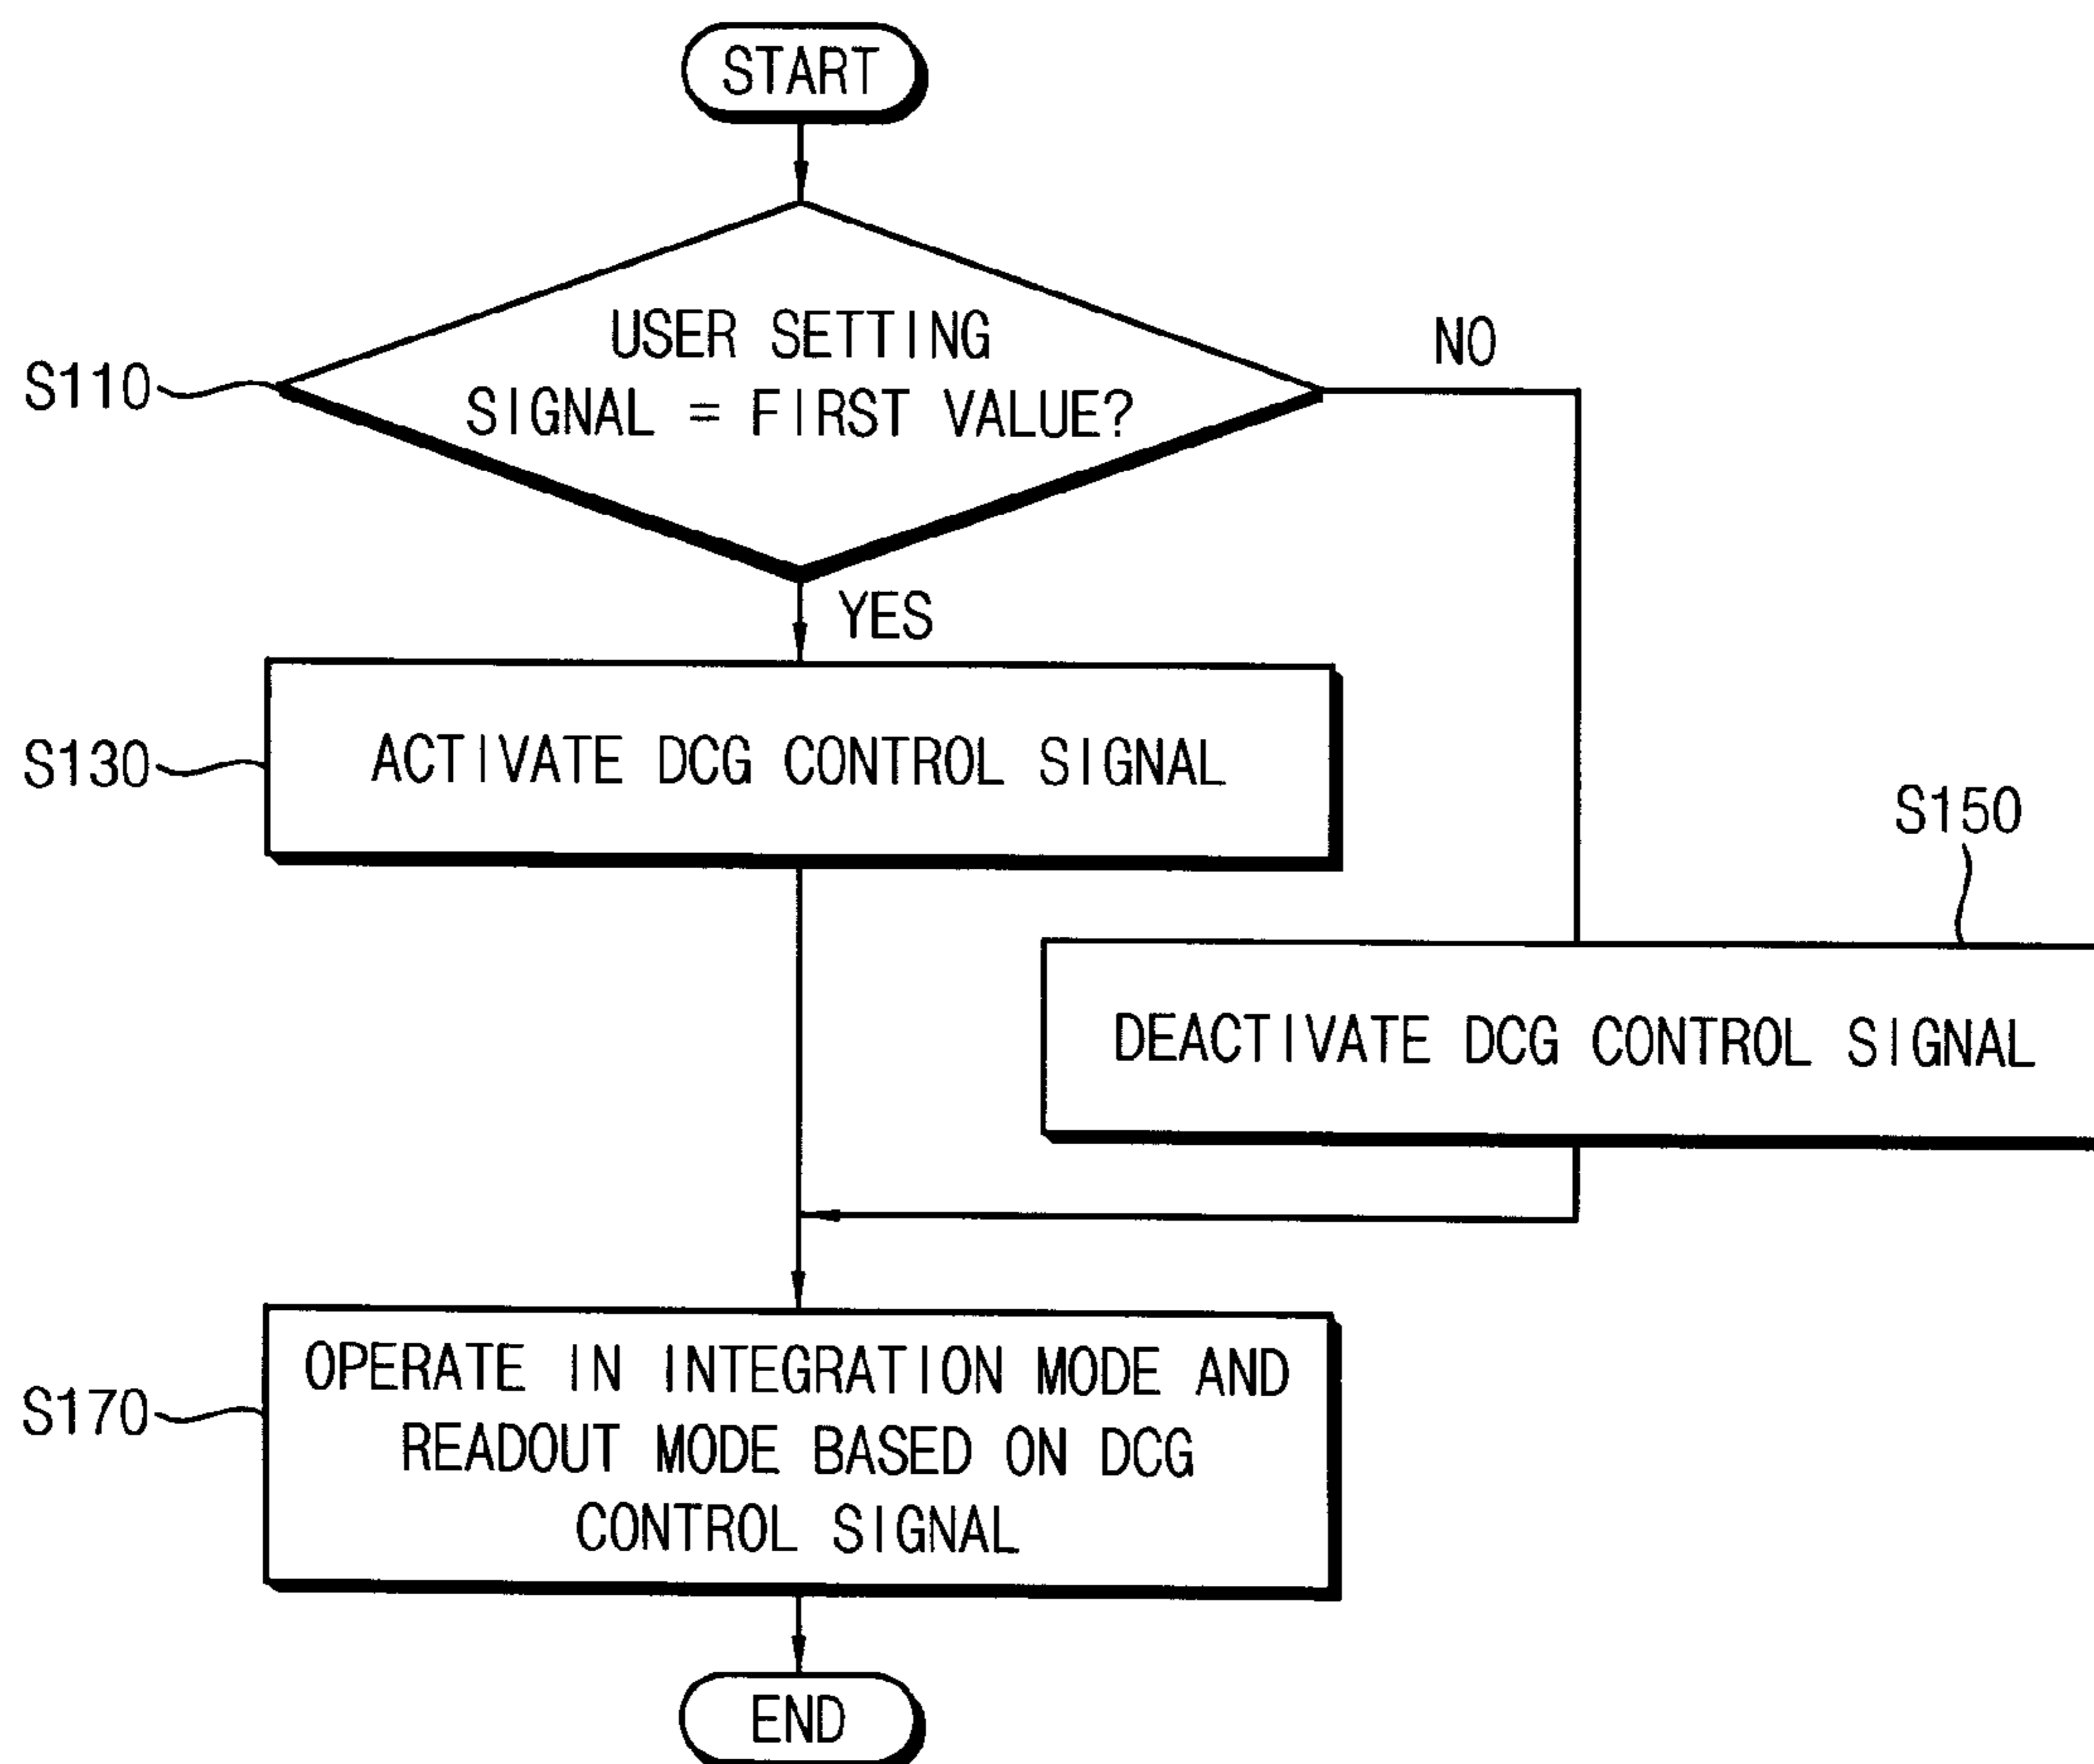 START
USER SETTING
SIGNAL = FIRST VALUE?
S110
NO
YES
ACTIVATE DCG CONTROL SIGNAL
S130
S150
DEACTIVATE DCG CONTROL SIGNAL
OPERATE IN INTEGRATION MODE AND
READOUT MODE BASED ON DCG
CONTROL SIGNAL
S170
END